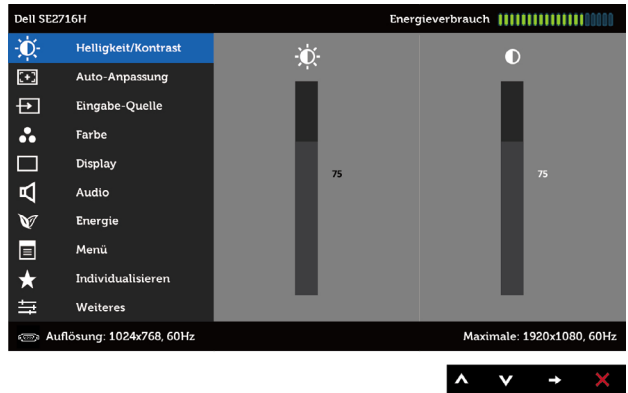 Dell SE2716H Energieverbrauch
Helligkeit/Kontrast
Auto-Anpassung
Eingabe-Quelle
Farbe
Display
Audio
Energie
Menü
Individualisieren
Weiteres
75 75
Auflösung: 1024x768, 60Hz Maximale: 1920x1080, 60Hz